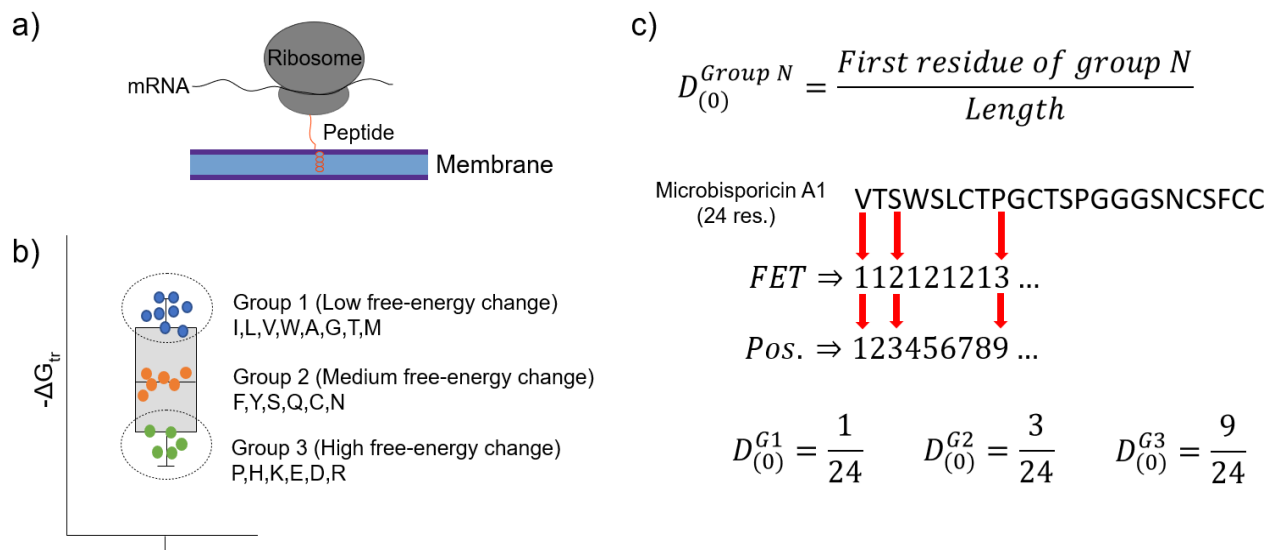 a)
Ribosome
mRNA
Peptide
Membrane
b)
-ΔG_tr
Group 1 (Low free-energy change)
I,L,V,W,A,G,T,M
Group 2 (Medium free-energy change)
F,Y,S,Q,C,N
Group 3 (High free-energy change)
P,H,K,E,D,R
c)
D_(0)^Group N = First residue of group N / Length
Microbisporicin A1 VTSWSLCTPGCTSPGGGSNCSFCC
(24 res.)
FET ⇒ 112121213 ...
Pos. ⇒ 123456789 ...
D_(0)^G1 = 1/24 D_(0)^G2 = 3/24 D_(0)^G3 = 9/24